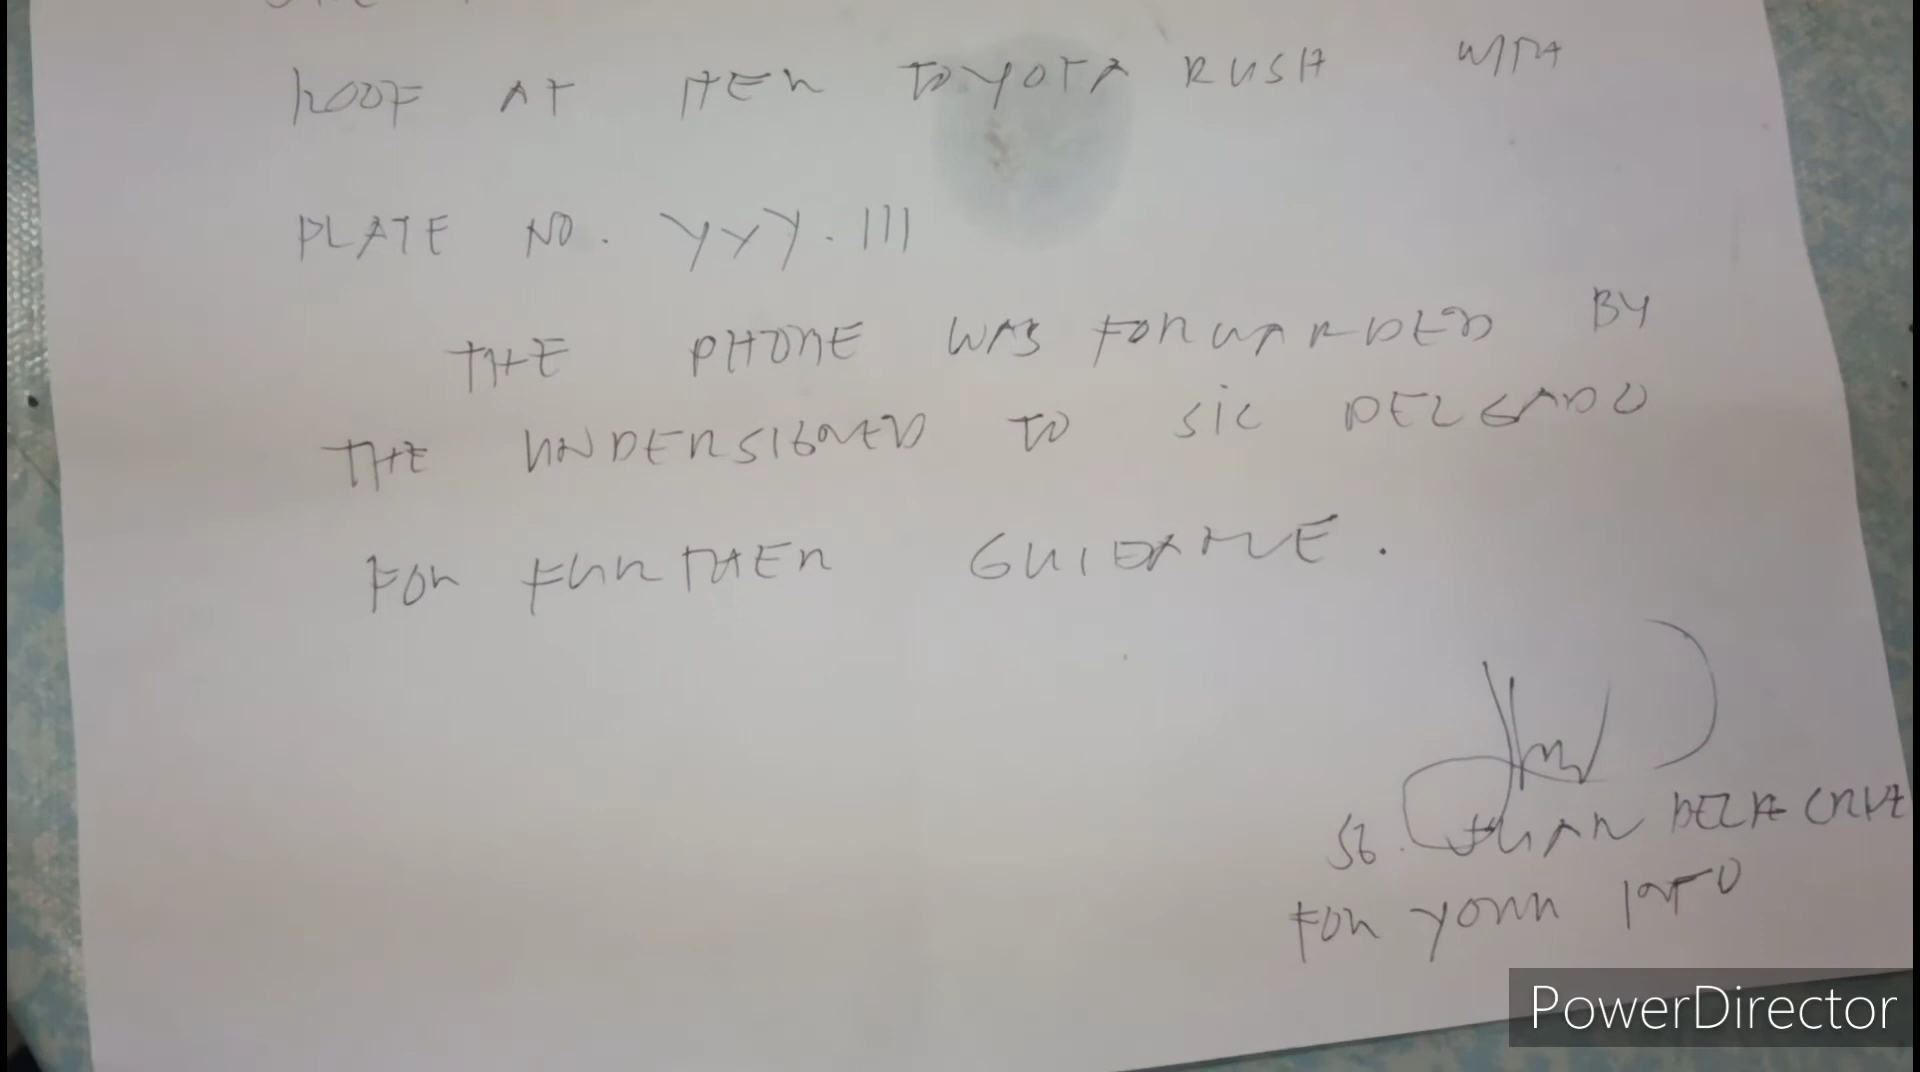 ROOF AT HER TOYOTA RUSH WITH
PLATE NO. YYY.111
THE PHONE WAS FORWARDED BY
THE UNDERSIGNED TO SIC DELGADO
FOR FURTHER GUIDANCE.
SG. JUAN DELA CRUZ
FOR YOUR INFO
PowerDirector